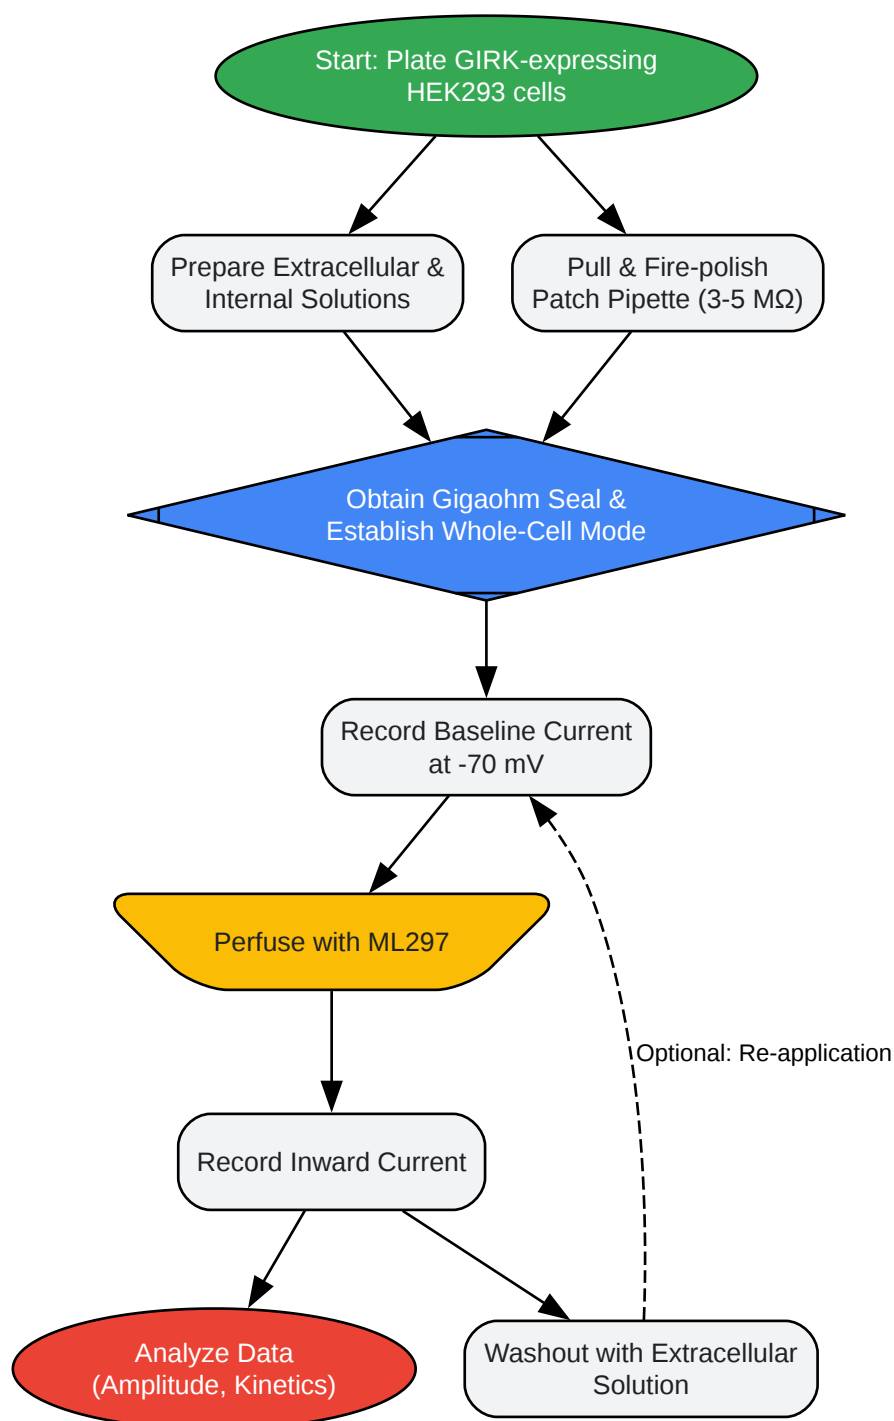 Start: Plate GIRK-expressing
HEK293 cells
Prepare Extracellular &
Internal Solutions
Pull & Fire-polish
Patch Pipette (3-5 MΩ)
Obtain Gigaohm Seal &
Establish Whole-Cell Mode
Record Baseline Current
at -70 mV
Perfuse with ML297
Optional: Re-application
Record Inward Current
Analyze Data
(Amplitude, Kinetics)
Washout with Extracellular
Solution